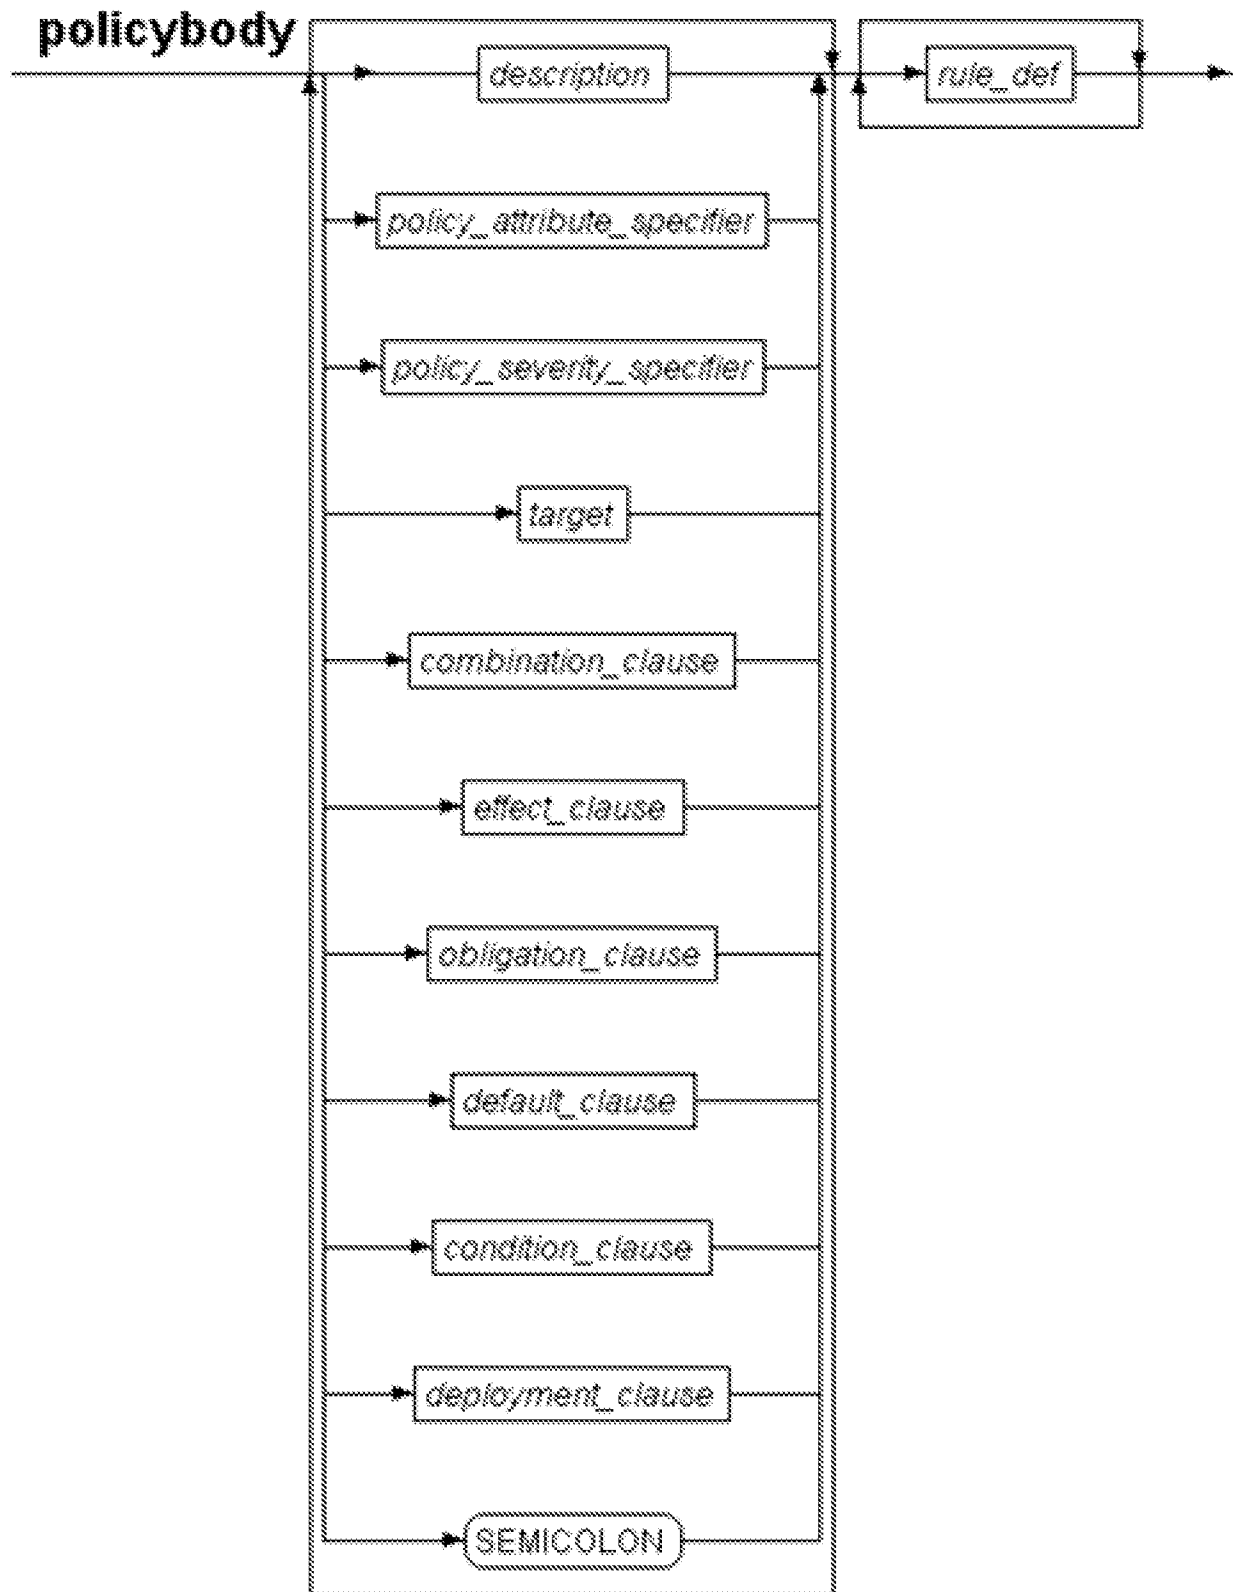 policybody
description
rule_def
policy_attribute_specifier
policy_severity_specifier
target
combination_clause
effect_clause
obligation_clause
default_clause
condition_clause
deployment_clause
SEMICOLON